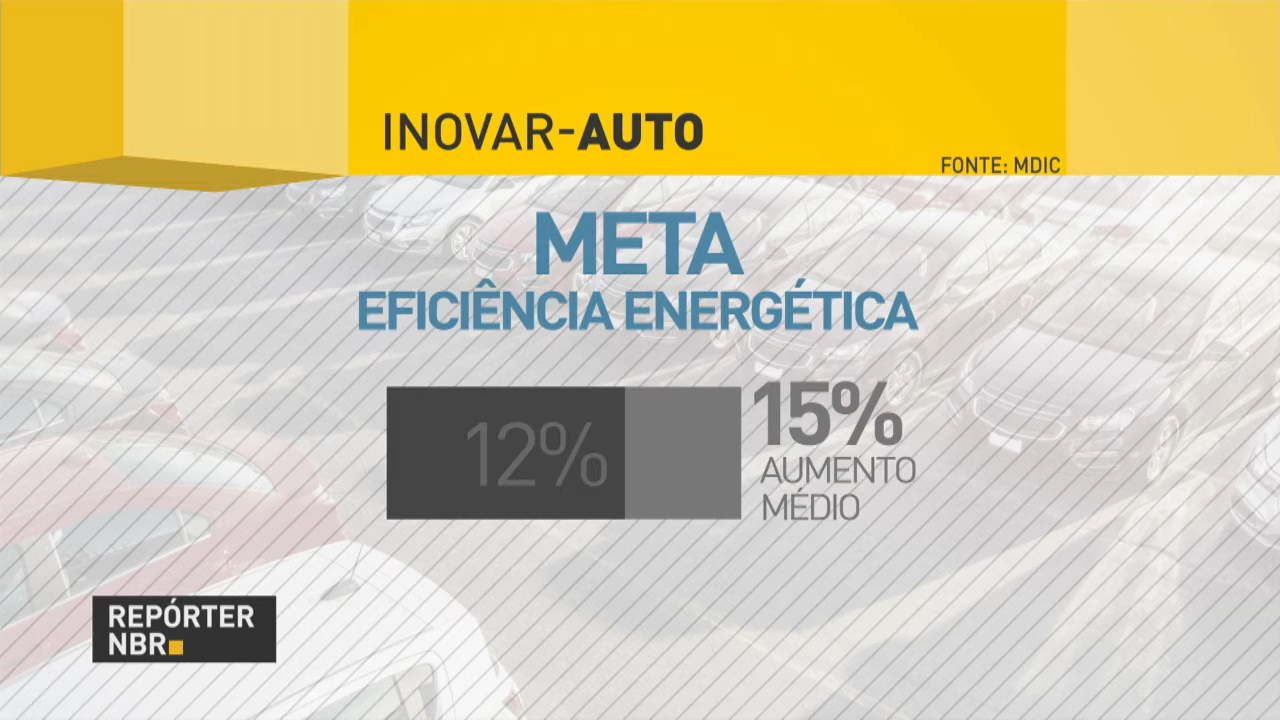 INOVAR-AUTO
FONTE: MDIC
META
EFICIÊNCIA ENERGÉTICA
12%
15%
AUMENTO
MÉDIO
REPÓRTER
NBR